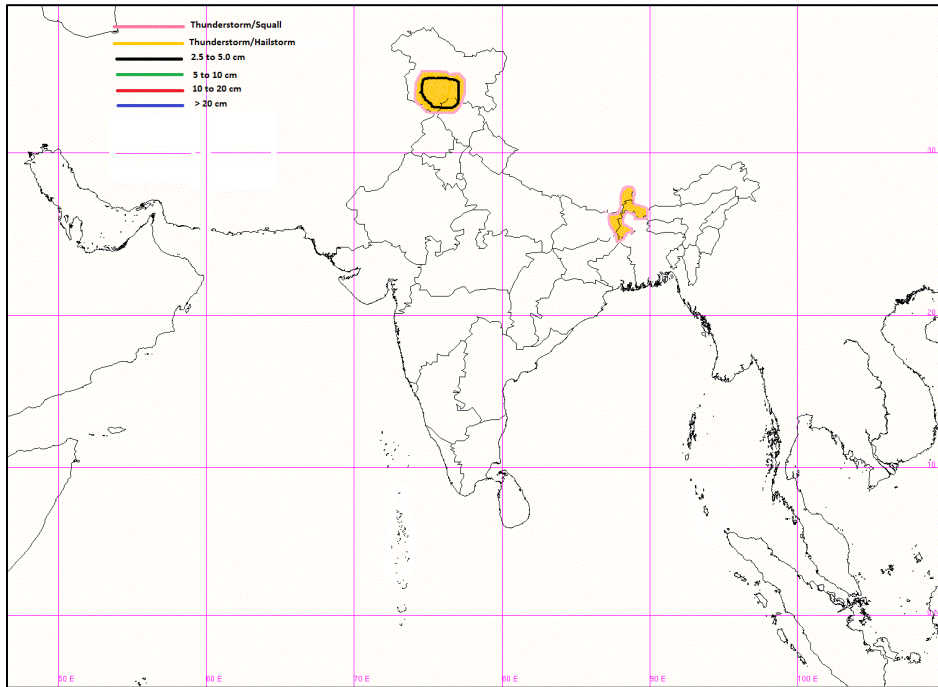 Thunderstorm/Squall
Thunderstorm/Hailstorm
2.5 to 5.0 cm
5 to 10 cm
10 to 20 cm
> 20 cm
30
20
10
50 E
60 E
70 E
80 E
90 E
100 E